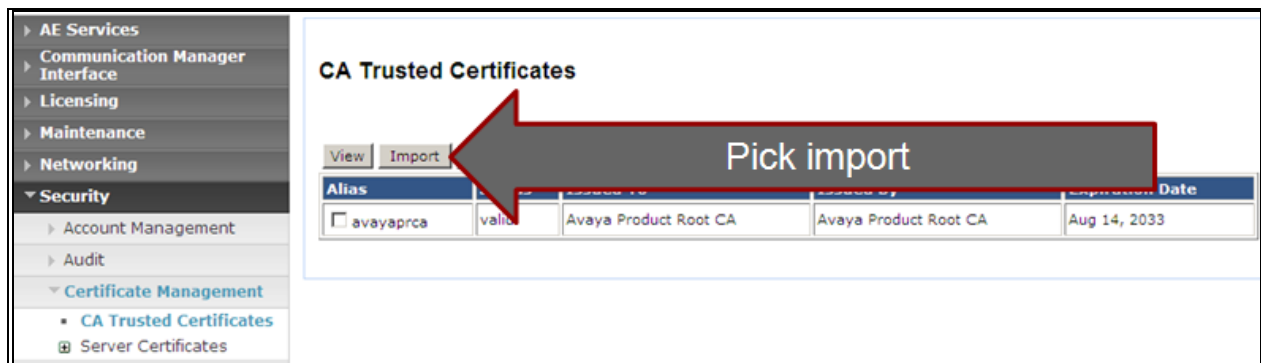 AE Services
Communication Manager
Interface
Licensing
Maintenance
Networking
Security
Account Management
Audit
Certificate Management
CA Trusted Certificates
Server Certificates
CA Trusted Certificates
View Import
Pick import
Alias Issued To Issued By Expiration Date
avayaprca valid Avaya Product Root CA Avaya Product Root CA Aug 14, 2033